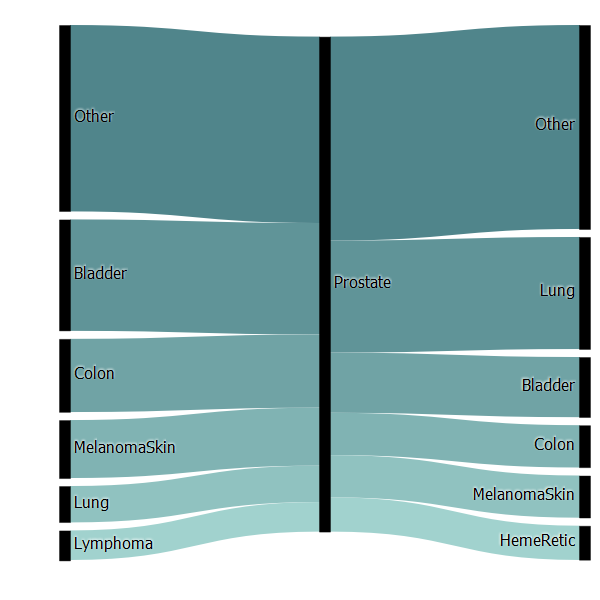 Other
Bladder
Colon
MelanomaSkin
Lung
Lymphoma
Prostate
Other
Lung
Bladder
Colon
MelanomaSkin
HemeRetic